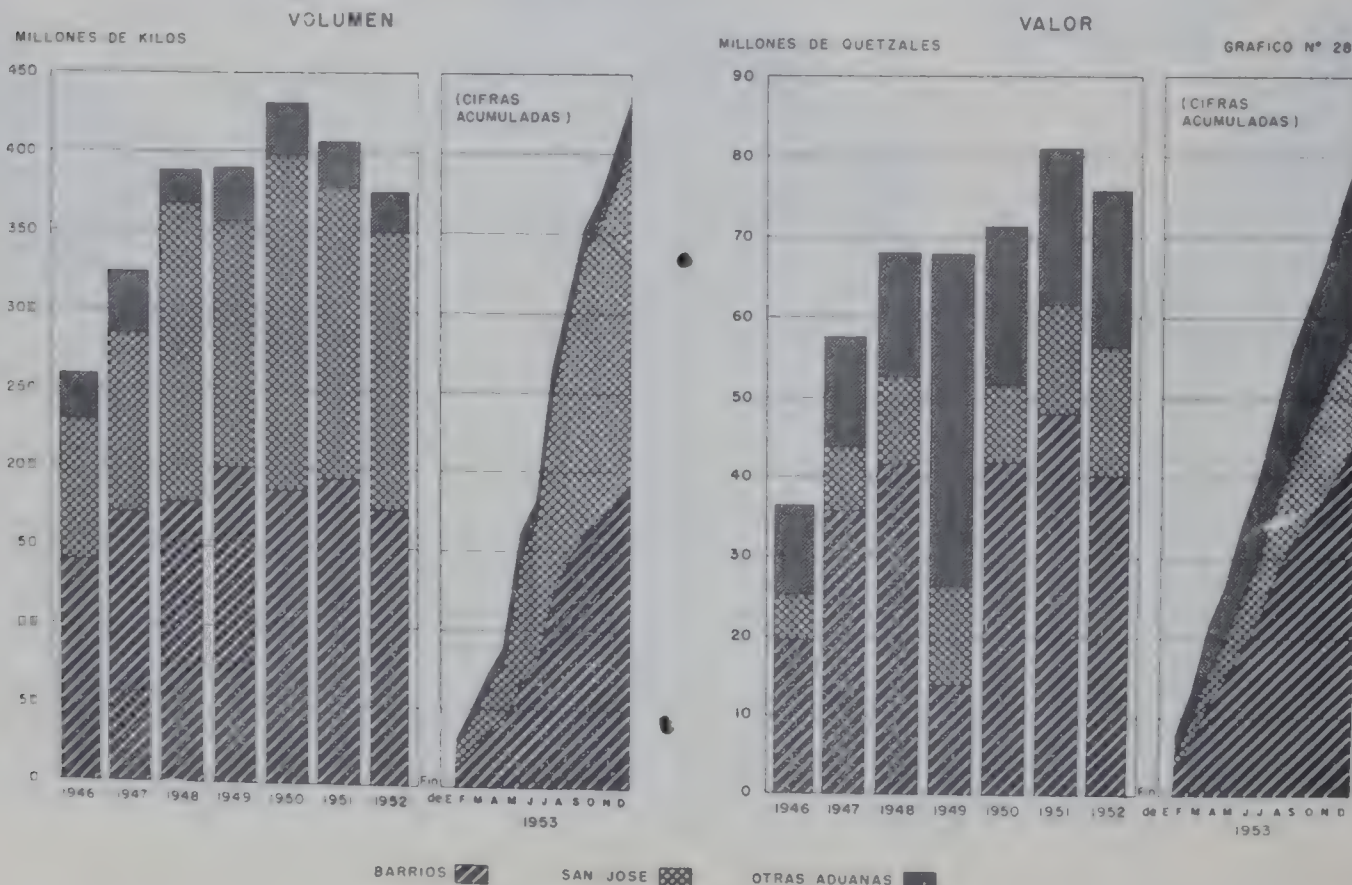 VOLUMEN
MILLONES DE KILOS
450
400
350
250
50
0
(CIFRAS
ACUMULADAS)
1946 1947 1948 1949 1950 1951 1952
Fin
de E F M A M J J A S O N D
1953
VALOR
MILLONES DE QUETZALES
GRAFICO Nº 28
90
80
70
60
50
40
30
20
10
0
(CIFRAS
ACUMULADAS)
1946 1947 1948 1949 1950 1951 1952
Fin
de E F M A M J J A S O N D
1953
BARRIOS SAN JOSE OTRAS ADUANAS